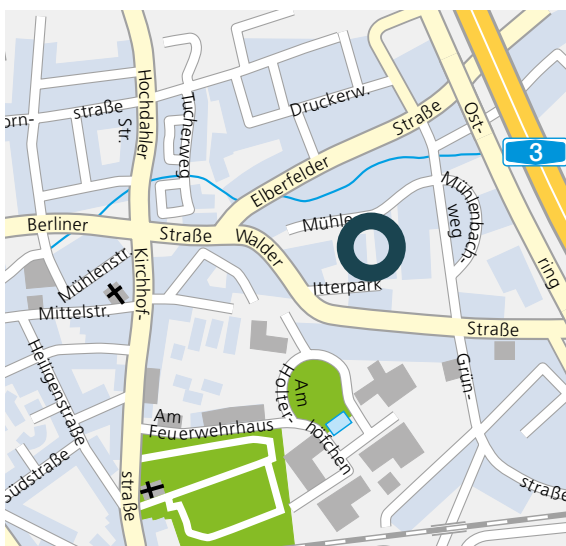 Hochdahler
Str.
orn-
straße
Tucherweg
Druckerw.
Elberfelder
Straße
Ost-
ring
3
Mühlenbach-
weg
Mühle
Berliner
Straße
Walder
Straße
Itterpark
Mühlenstr.
Mittelstr.
Kirchhof-
straße
Heiligenstraße
Südstraße
Am
Feuerwehrhaus
Am
Holter-
höfchen
Grün-
straße